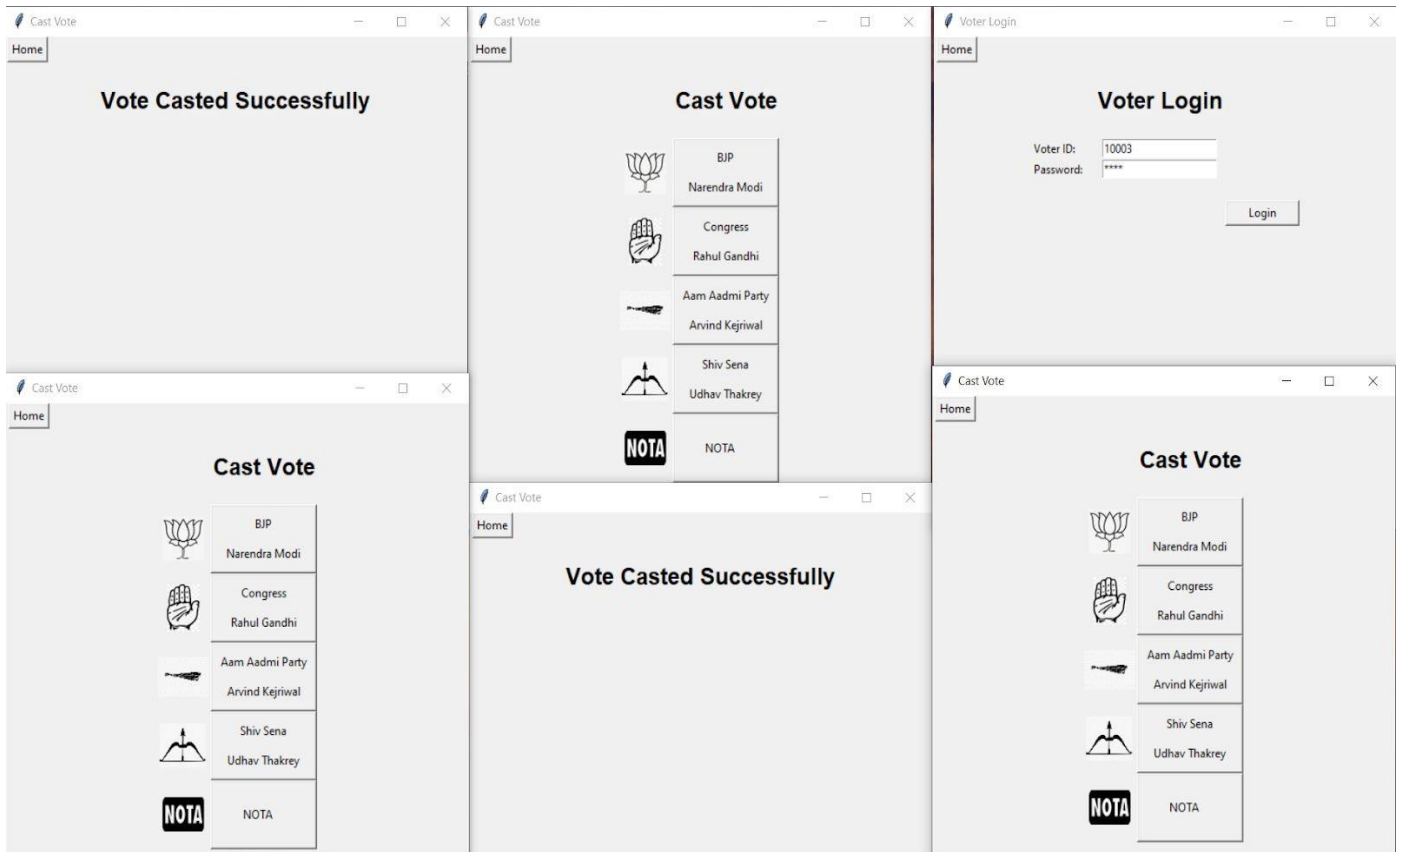 Cast Vote
Home
Vote Casted Successfully
Cast Vote
Home
Cast Vote
BJP
Narendra Modi
Congress
Rahul Gandhi
Aam Aadmi Party
Arvind Kejriwal
Shiv Sena
Udhav Thakrey
NOTA
NOTA
Voter Login
Home
Voter Login
Voter ID: 10003
Password: ****
Login
Cast Vote
Home
Cast Vote
BJP
Narendra Modi
Congress
Rahul Gandhi
Aam Aadmi Party
Arvind Kejriwal
Shiv Sena
Udhav Thakrey
NOTA
NOTA
Cast Vote
Home
Vote Casted Successfully
Cast Vote
Home
Cast Vote
BJP
Narendra Modi
Congress
Rahul Gandhi
Aam Aadmi Party
Arvind Kejriwal
Shiv Sena
Udhav Thakrey
NOTA
NOTA